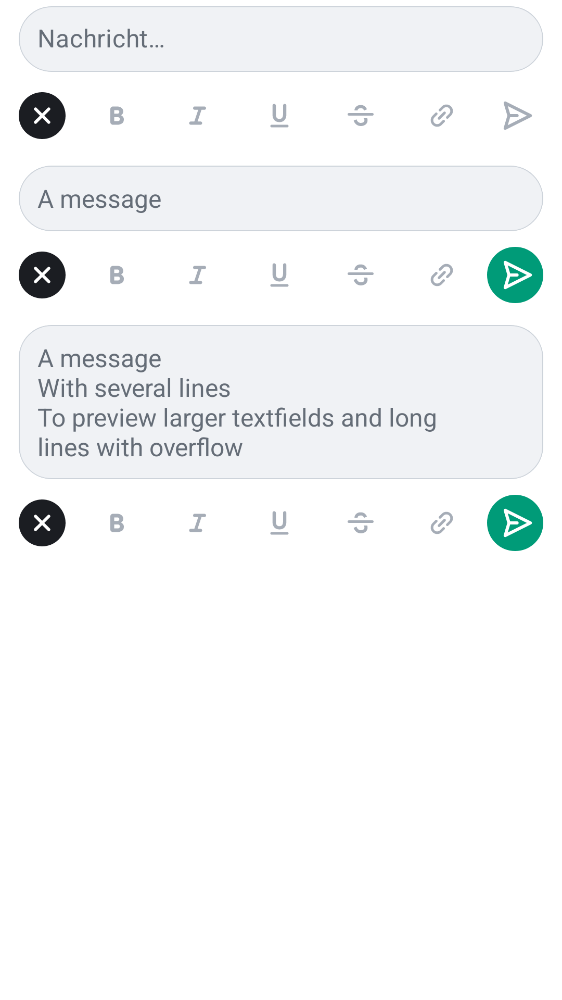 Nachricht…
B I U S
A message
B I U S
A message
With several lines
To preview larger textfields and long
lines with overflow
B I U S